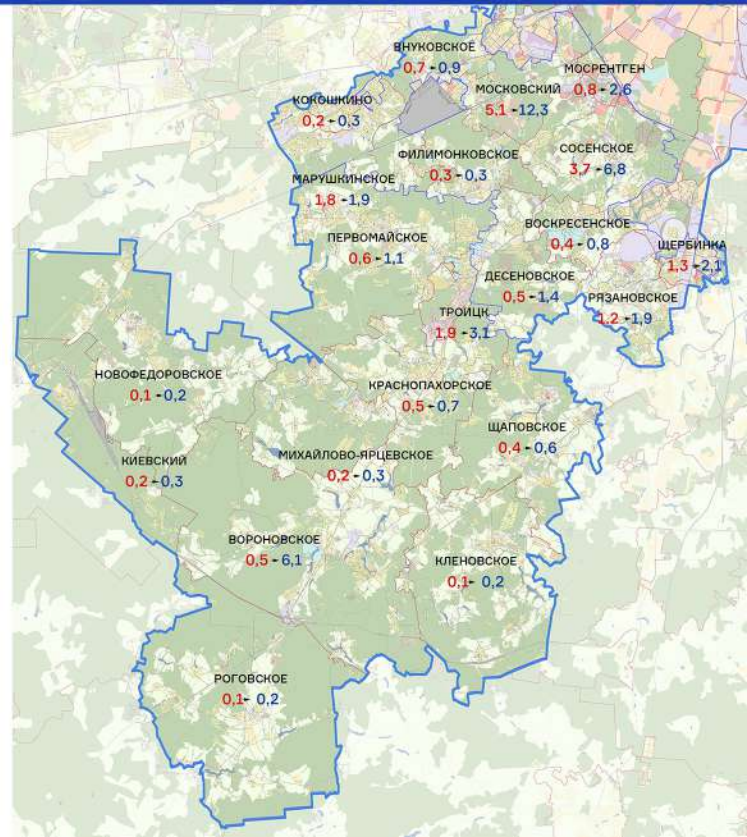 ВНУКОВСКОЕ
0,7-0,9
МОСРЕНТГЕН
0,8-2,6
МОСКОВСКИЙ
5,1-12,3
КОКОШКИНО
0,2-0,3
ФИЛИМОНКОВСКОЕ
0,3-0,3
СОСЕНСКОЕ
3,7-6,8
МАРУШКИНСКОЕ
1,8-1,9
ВОСКРЕСЕНСКОЕ
0,4-0,8
ПЕРВОМАЙСКОЕ
0,6-1,1
ЩЕРБИНКА
1,3-2,1
ДЕСЕНОВСКОЕ
0,5-1,4
РЯЗАНОВСКОЕ
1,2-1,9
ТРОИЦК
1,9-3,1
НОВОФЕДОРОВСКОЕ
0,1-0,2
КРАСНОПАХОРСКОЕ
0,5-0,7
ЩАПОВСКОЕ
0,4-0,6
КИЕВСКИЙ
0,2-0,3
МИХАЙЛОВО-ЯРЦЕВСКОЕ
0,2-0,3
ВОРОНОВСКОЕ
0,5-6,1
КЛЕНОВСКОЕ
0,1- 0,2
РОГОВСКОЕ
0,1- 0,2